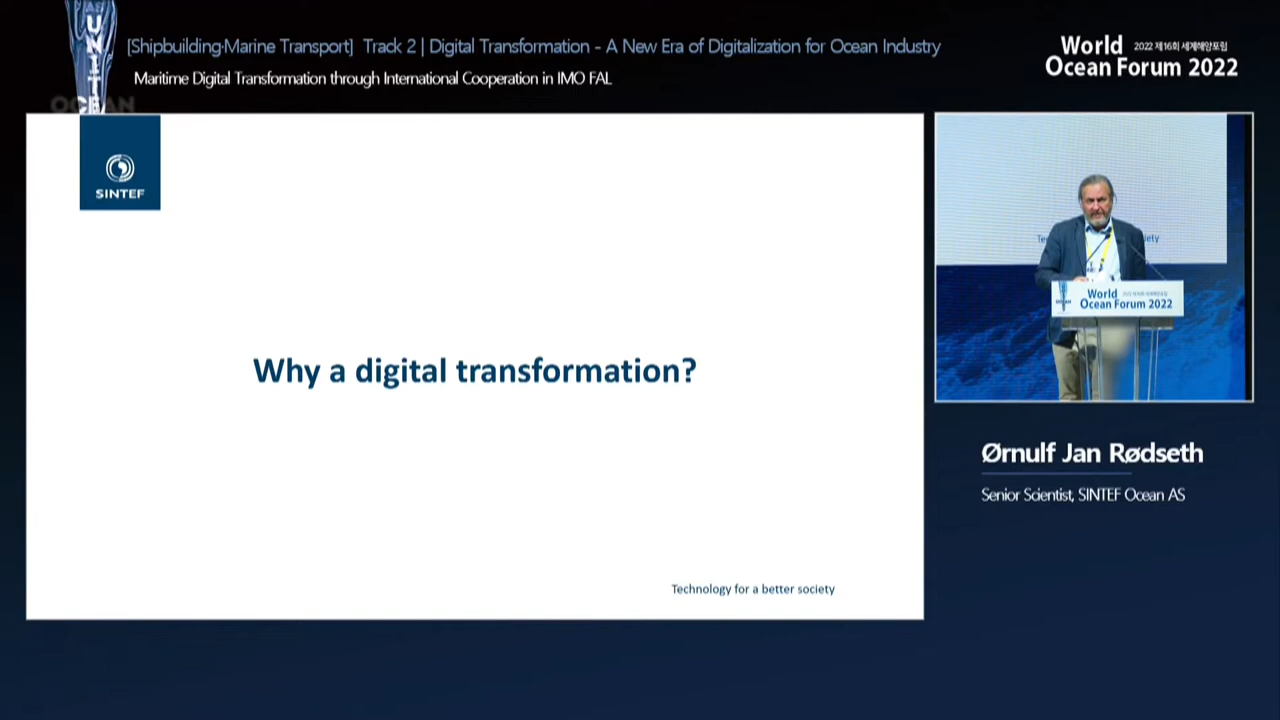 UNITE
OCEAN
[Shipbuilding·Marine Transport] Track 2 | Digital Transformation - A New Era of Digitalization for Ocean Industry
Maritime Digital Transformation through International Cooperation in IMO FAL
World 2022 제16회 세계해양포럼
Ocean Forum 2022
SINTEF
Why a digital transformation?
Technology for a better society
World
Ocean Forum 2022
Ørnulf Jan Rødseth
Senior Scientist, SINTEF Ocean AS